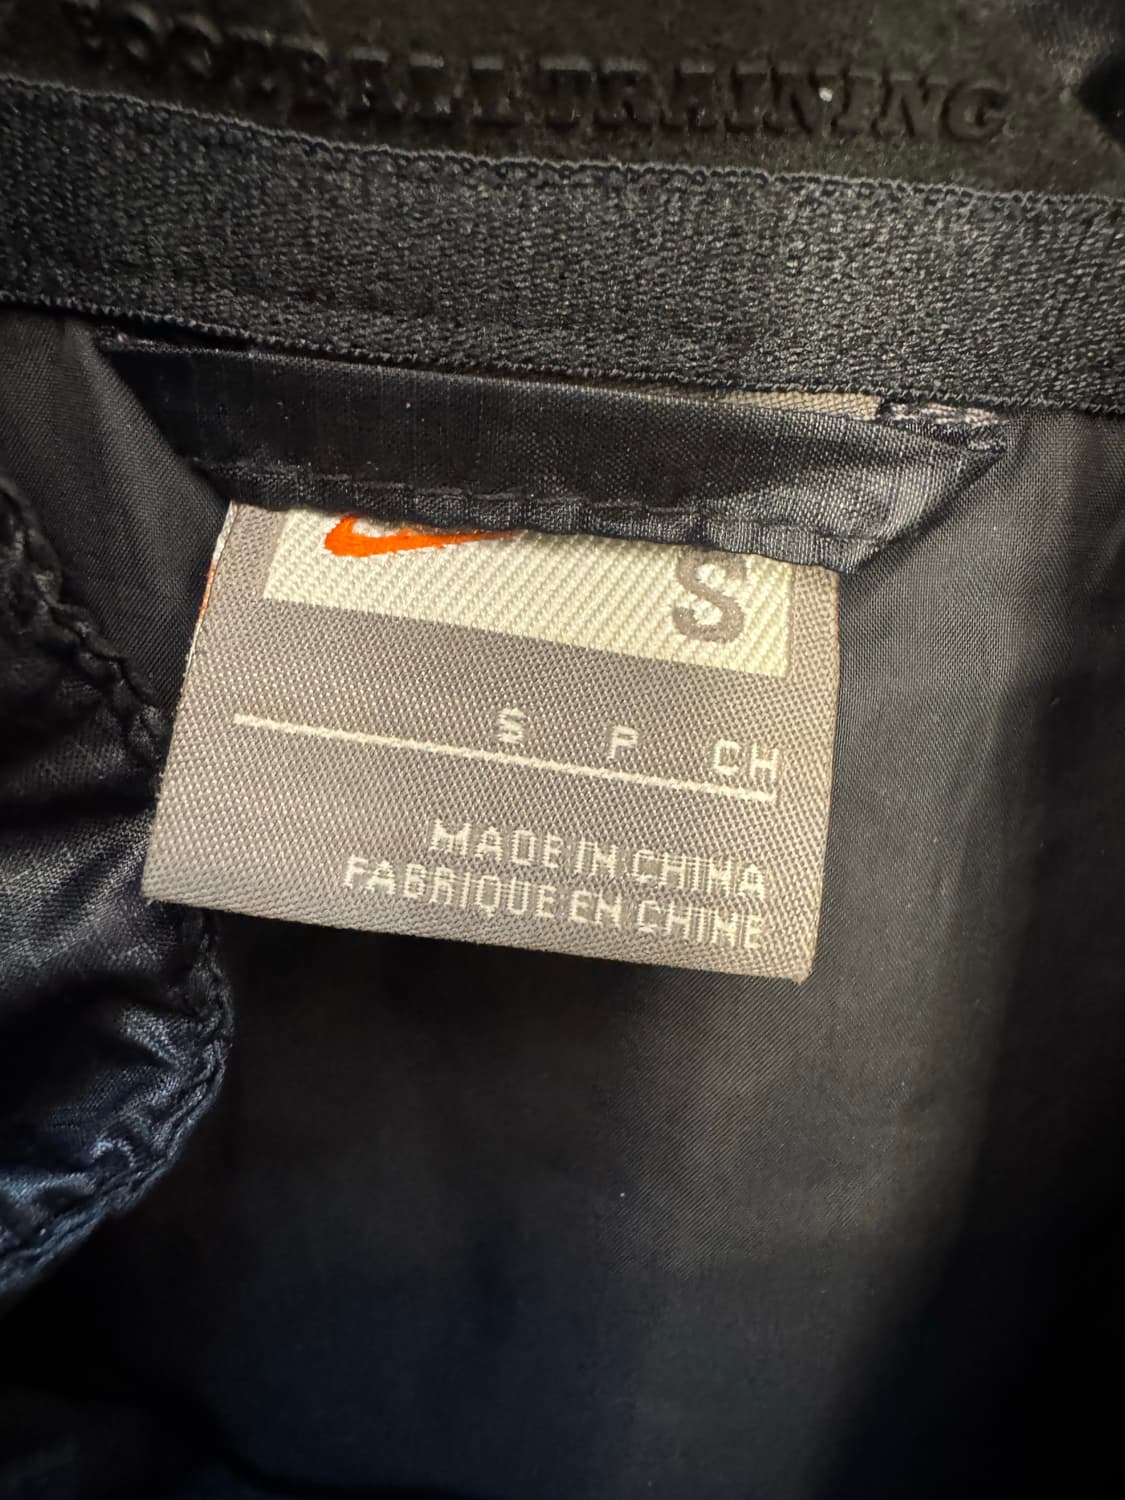 FOOTBALL TRAINING
S
S P CH
MADE IN CHINA
FABRIQUE EN CHINE